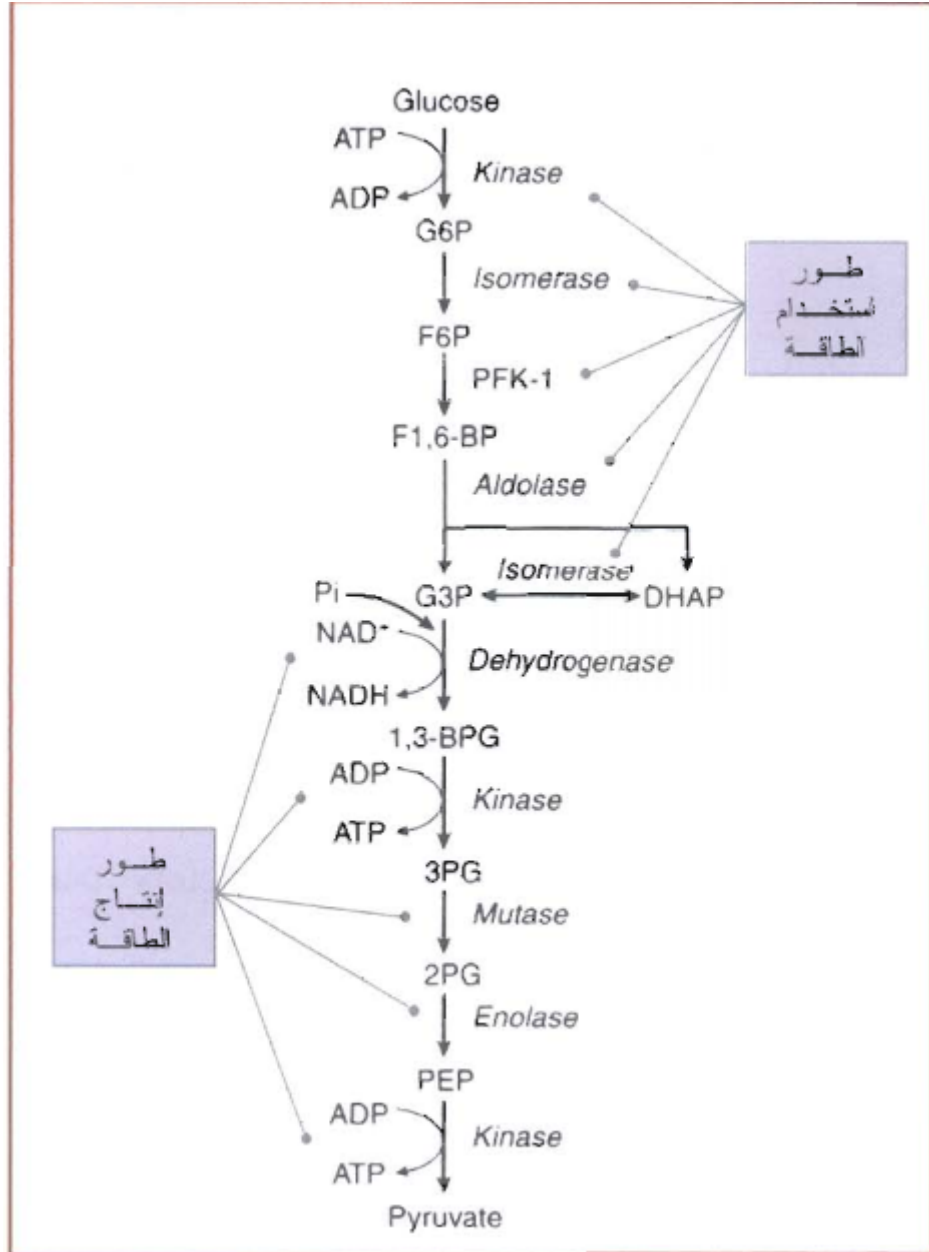 Glucose
ATP
Kinase
ADP
G6P
Isomerase
F6P
PFK-1
F1,6-BP
Aldolase
Isomerase
G3P
DHAP
Pi
NAD+
Dehydrogenase
NADH
1,3-BPG
ADP
Kinase
ATP
3PG
Mutase
2PG
Enolase
PEP
ADP
Kinase
ATP
Pyruvate
طور
استخدام
الطاقة
طور
إنتاج
الطاقة